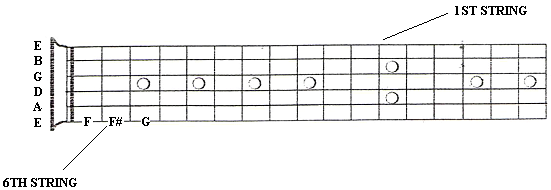 1ST STRING
E
B
G
D
A
E F F# G
6TH STRING